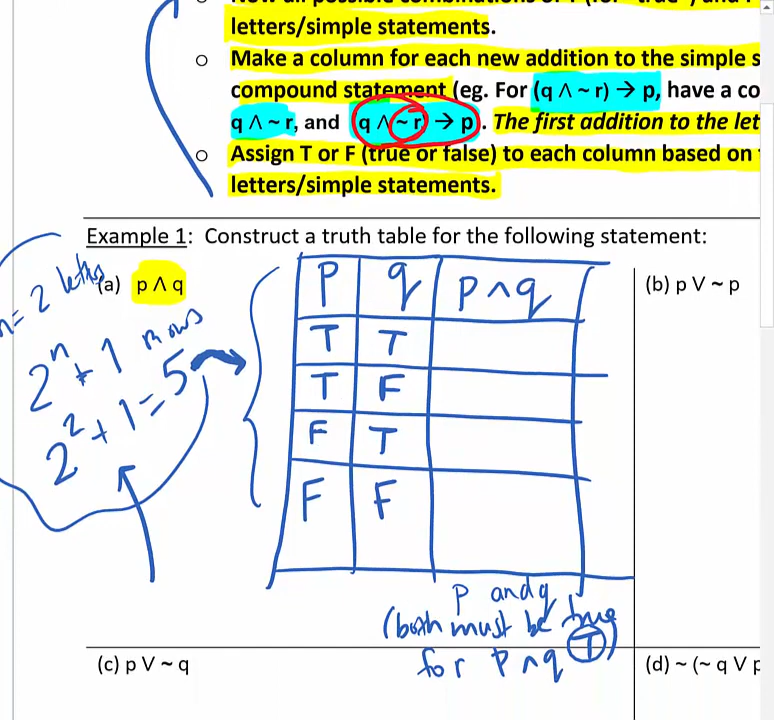 letters/simple statements.
o Make a column for each new addition to the simple s
compound statement (eg. For (q ∧ ~ r) → p, have a co
q ∧ ~ r, and (q ∧ ~ r) → p). The first addition to the let
o Assign T or F (true or false) to each column based on
letters/simple statements.
Example 1: Construct a truth table for the following statement:
(a) p ∧ q
(b) p V ~ p
n = 2
2ⁿ + 1 rows
2² + 1 = 5
p q p ∧ q
T T
T F
F T
F F
p and q
(both must be true
for p ∧ q T)
(c) p V ~ q
(d) ~ (~ q V p